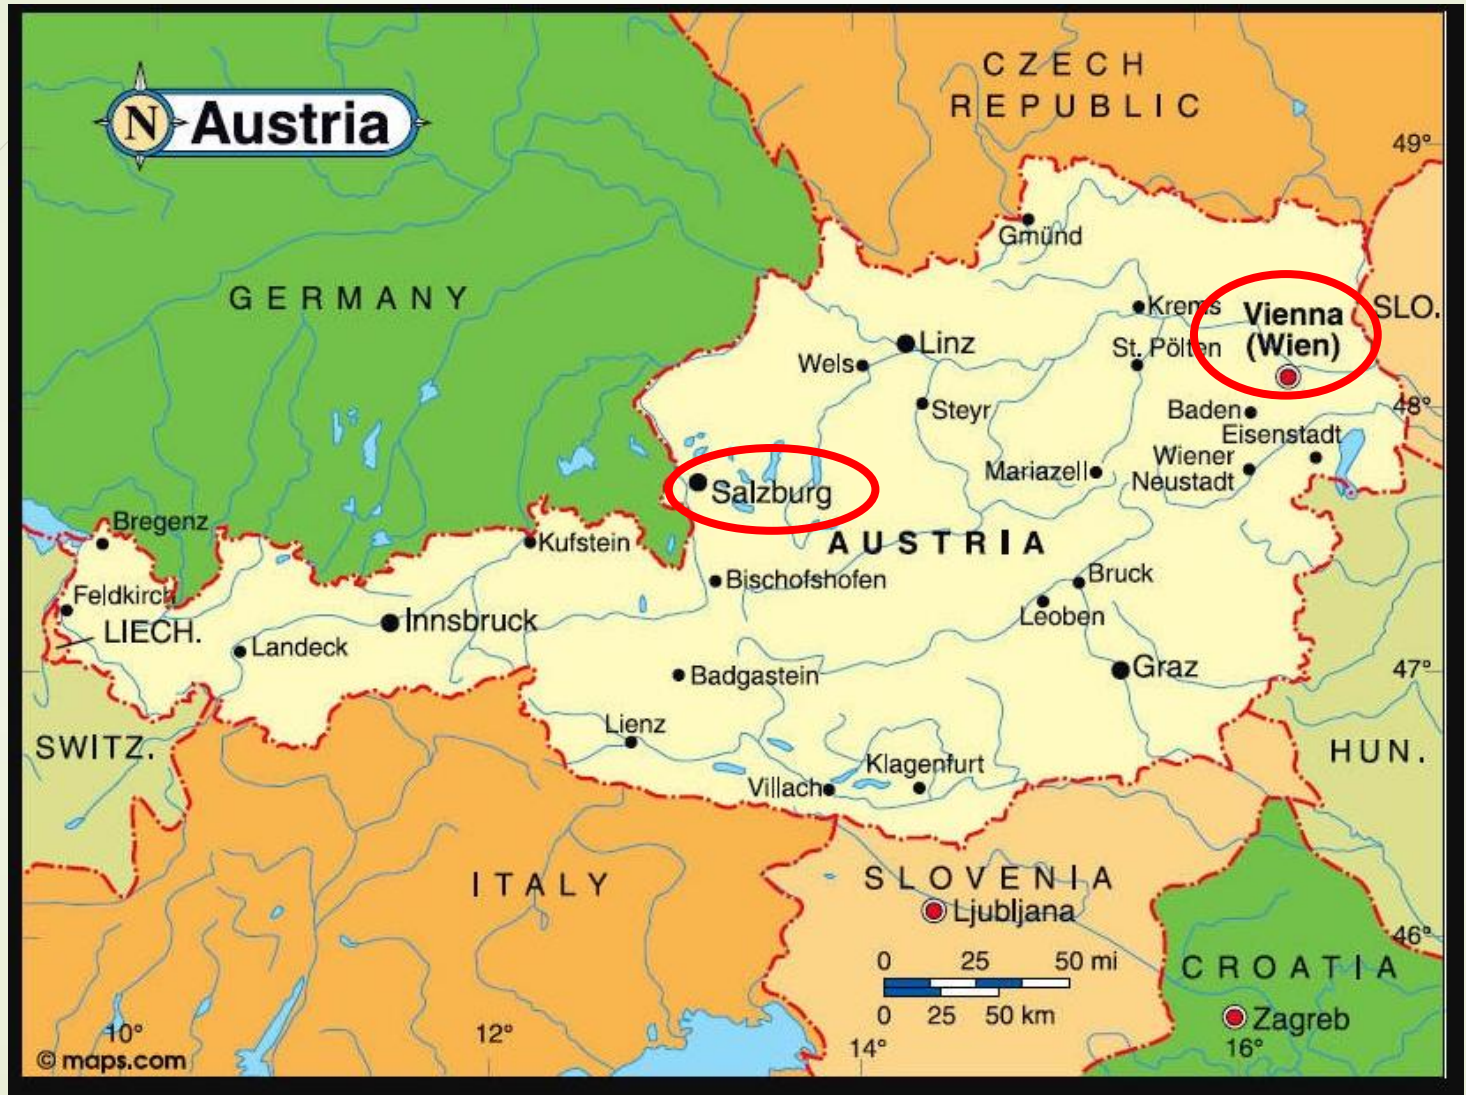 CZECH
REPUBLIC
N Austria
49°
Gmünd
GERMANY
Krems
Vienna
(Wien)
SLO.
Linz
St. Pölten
Wels
48°
Steyr
Baden
Eisenstadt
Wiener
Neustadt
Mariazell
Salzburg
Bregenz
Kufstein
AUSTRIA
Bischofshofen
Bruck
Feldkirch
Leoben
LIECH.
Innsbruck
Landeck
Graz
47°
Badgastein
Lienz
SWITZ.
HUN.
Klagenfurt
Villach
ITALY
SLOVENIA
Ljubljana
46°
0 25 50 mi
CROATIA
0 25 50 km
Zagreb
10°
12°
14°
16°
© maps.com